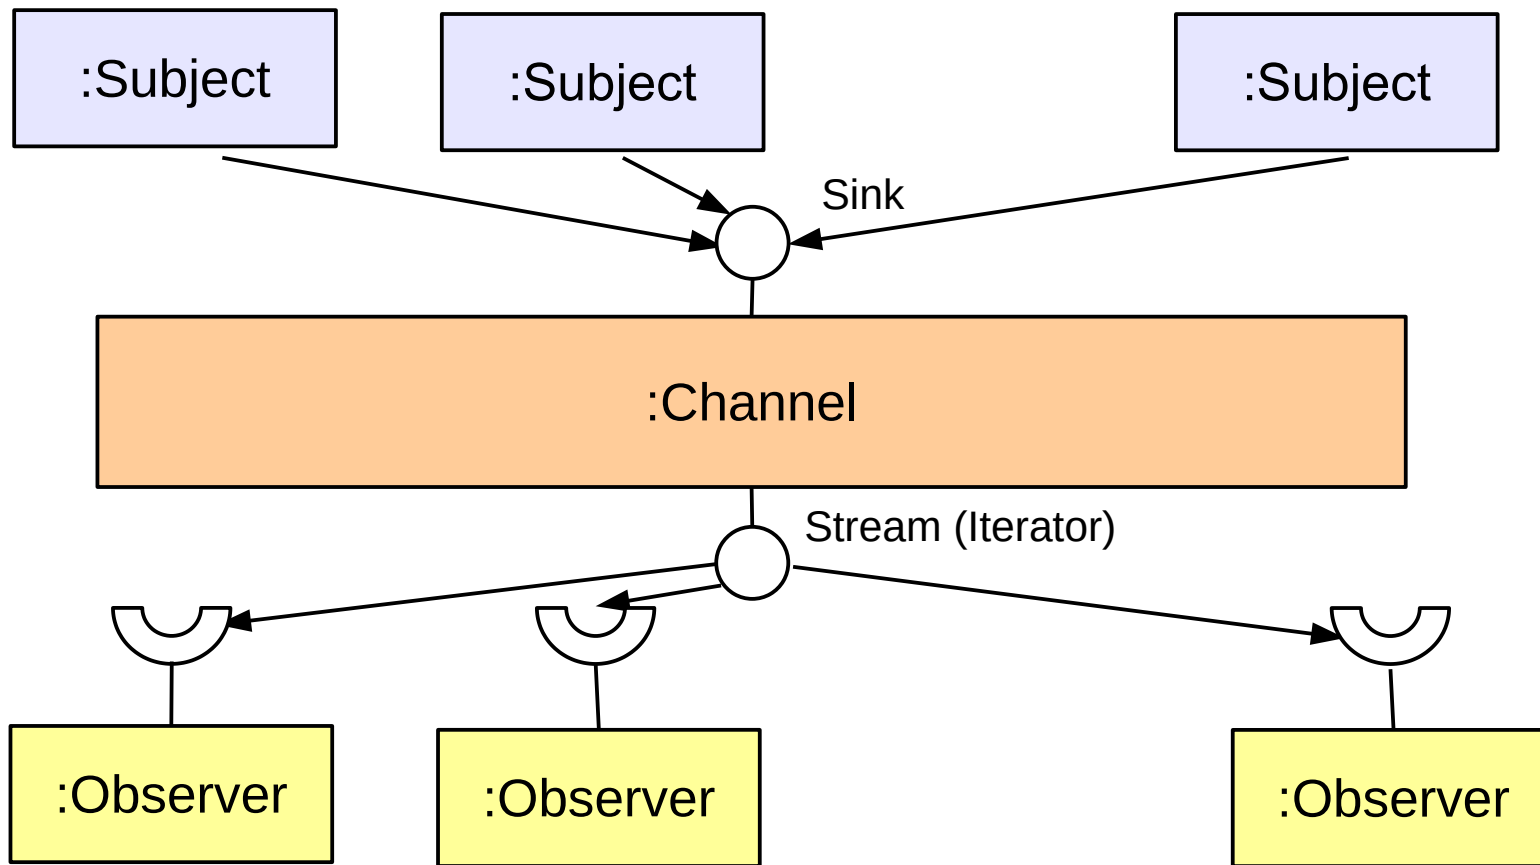 :Subject
:Subject
:Subject
Sink
:Channel
Stream (Iterator)
:Observer
:Observer
:Observer